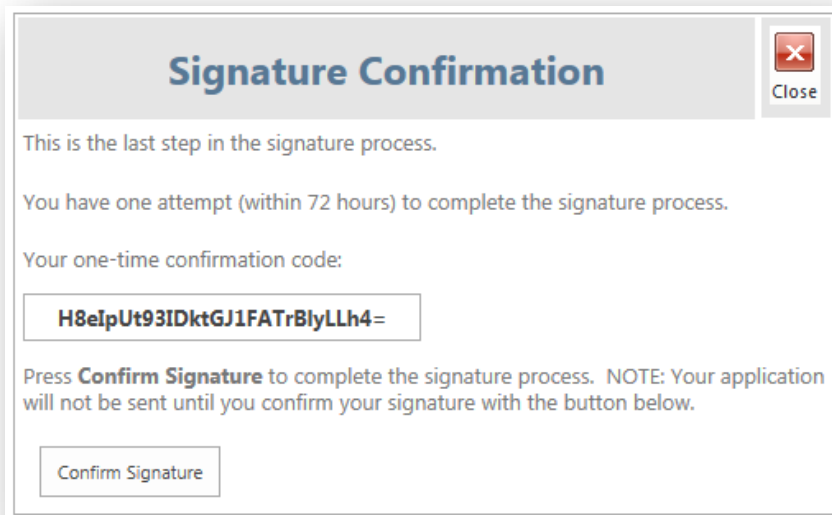 Signature Confirmation
Close
This is the last step in the signature process.
You have one attempt (within 72 hours) to complete the signature process.
Your one-time confirmation code:
H8eIpUt93IDktGJ1FATrBlyLLh4=
Press Confirm Signature to complete the signature process. NOTE: Your application
will not be sent until you confirm your signature with the button below.
Confirm Signature